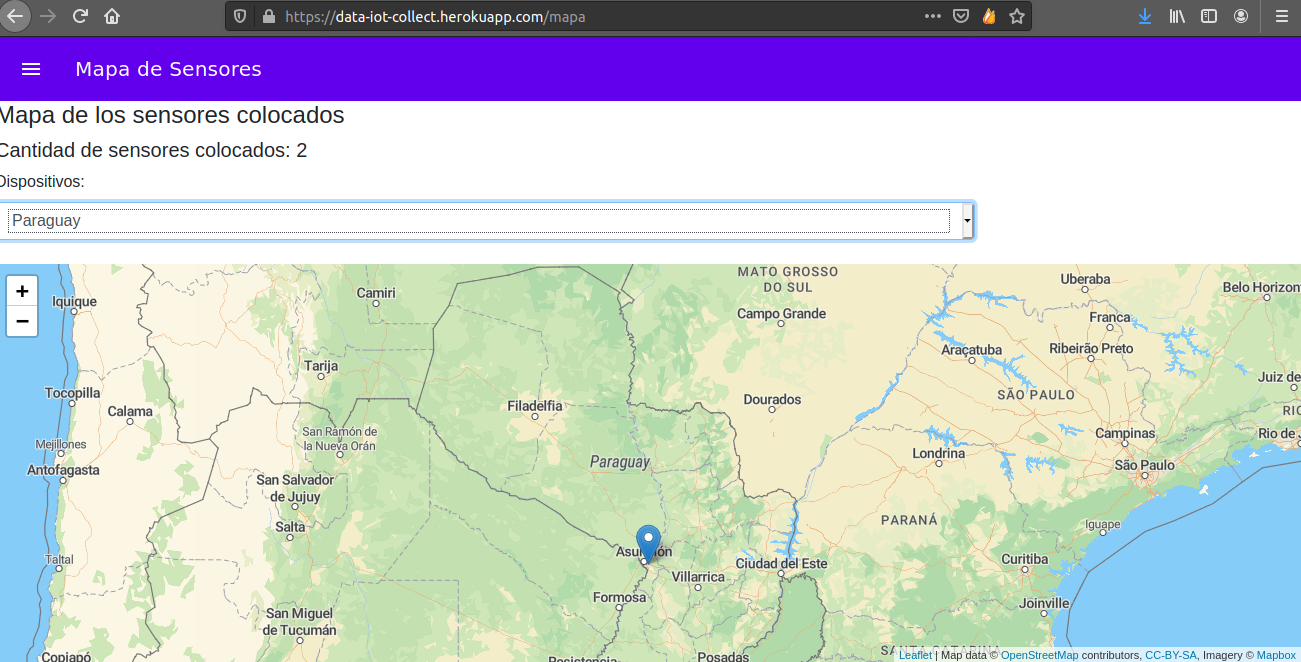 https://data-iot-collect.herokuapp.com/mapa
Mapa de Sensores
Mapa de los sensores colocados
Cantidad de sensores colocados: 2
Dispositivos:
Paraguay
+
−
MATO GROSSO
DO SUL
Uberaba
Iquique
Camiri
Belo Horizon
Campo Grande
Franca
Araçatuba
Ribeirão Preto
Tarija
Juiz de
Tocopilla
SÃO PAULO
Calama
Filadelfia
Dourados
RIO
San Ramón de
la Nueva Orán
Campinas
Rio de J
Mejillones
Londrina
Paraguay
São Paulo
Antofagasta
San Salvador
de Jujuy
Salta
PARANÁ
Iguape
Asunción
Taltal
Ciudad del Este
Curitiba
Villarrica
Formosa
Joinville
San Miguel
de Tucumán
SANTA CATARINA
Copiapó
Resistencia
Posadas
Leaflet | Map data © OpenStreetMap contributors, CC-BY-SA, Imagery © Mapbox